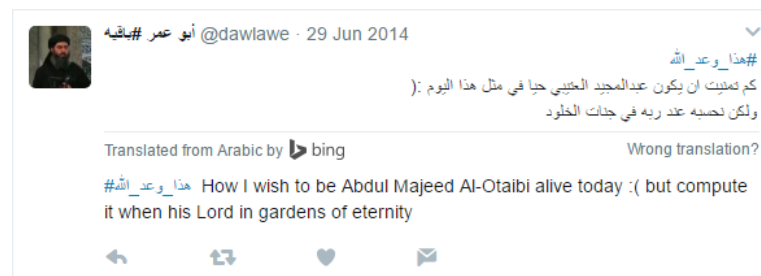 أبو عمر #باقيه @dawlawe · 29 Jun 2014
#هذا_وعد_الله
كم تمنيت ان يكون عبدالمجيد العتيبي حيا في مثل هذا اليوم :(
ولكن نحسبه عند ربه في جنات الخلود
Translated from Arabic by bing
Wrong translation?
#هذا_وعد_الله How I wish to be Abdul Majeed Al-Otaibi alive today :( but compute
it when his Lord in gardens of eternity